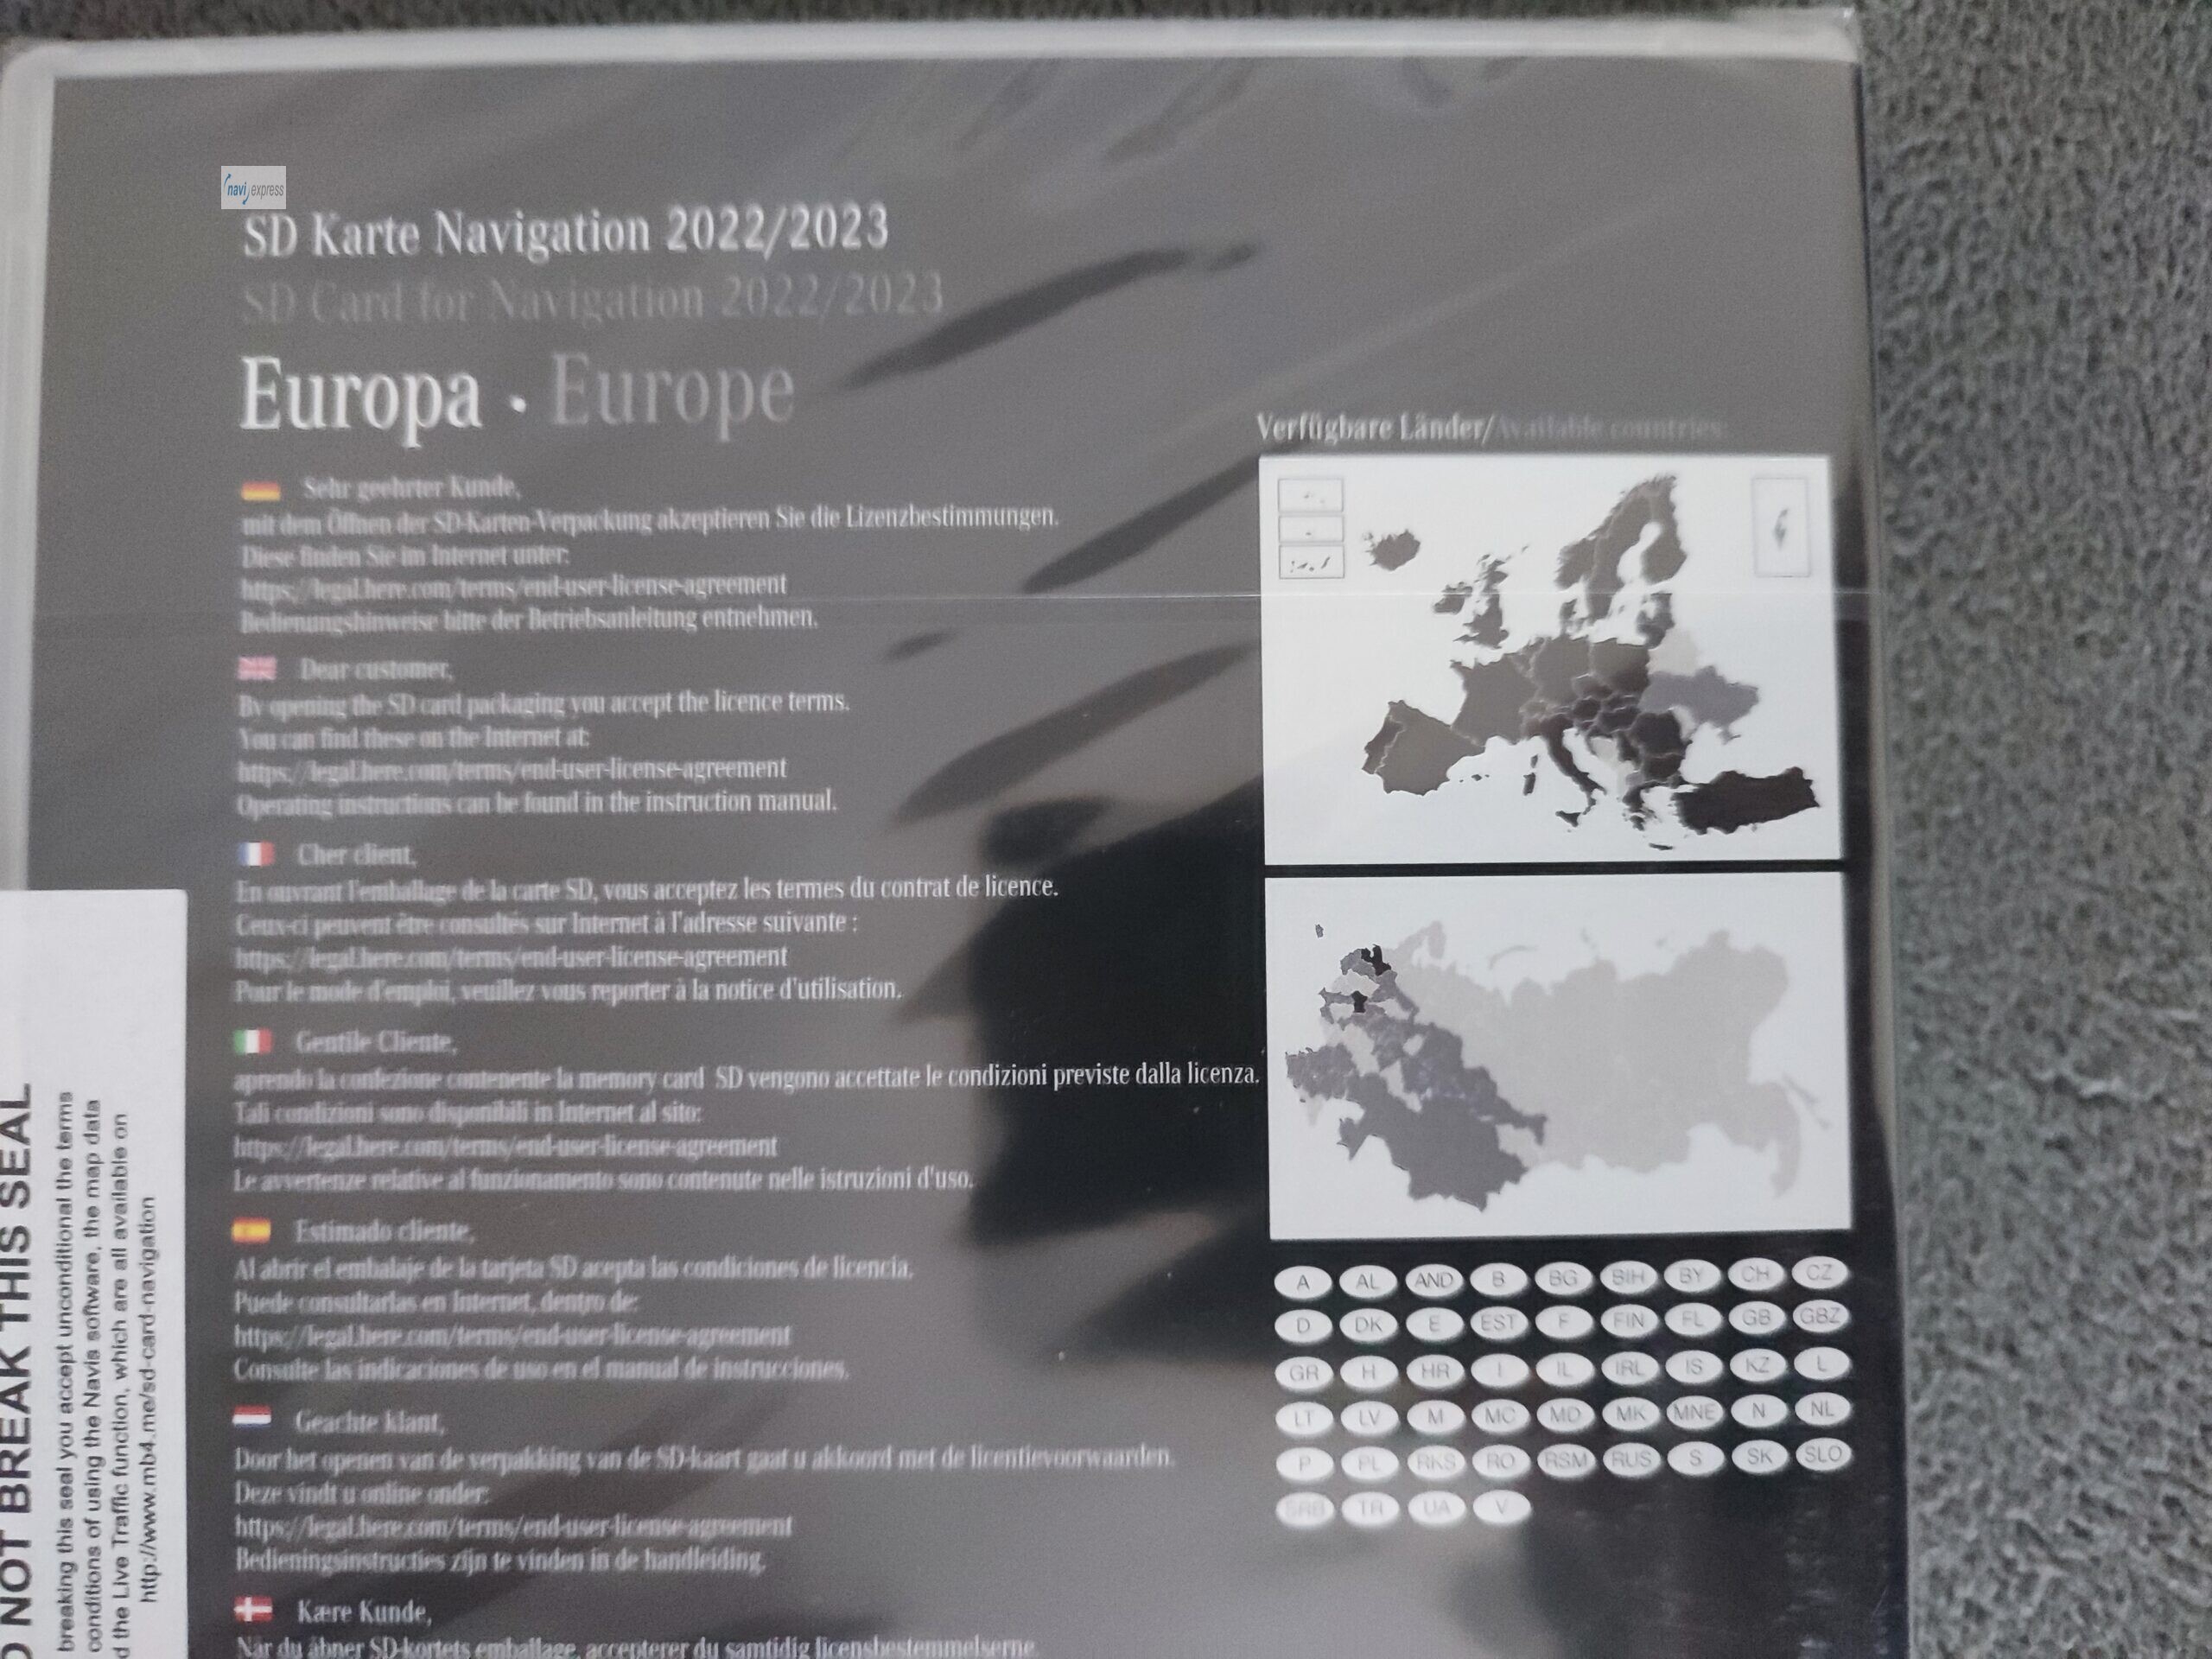 navi express
SD Karte Navigation 2022/2023
SD Card for Navigation 2022/2023
Europa · Europe
Sehr geehrter Kunde,
mit dem Öffnen der SD-Karten-Verpackung akzeptieren Sie die Lizenzbestimmungen.
Diese finden Sie im Internet unter:
https://legal.here.com/terms/end-user-license-agreement
Bedienungshinweise bitte der Betriebsanleitung entnehmen.
Dear customer,
By opening the SD card packaging you accept the licence terms.
You can find these on the Internet at:
https://legal.here.com/terms/end-user-license-agreement
Operating instructions can be found in the instruction manual.
Cher client,
En ouvrant l'emballage de la carte SD, vous acceptez les termes du contrat de licence.
Ceux-ci peuvent être consultés sur Internet à l'adresse suivante :
https://legal.here.com/terms/end-user-license-agreement
Pour le mode d'emploi, veuillez vous reporter à la notice d'utilisation.
Gentile Cliente,
aprendo la confezione contenente la memory card SD vengono accettate le condizioni previste dalla licenza.
Tali condizioni sono disponibili in Internet al sito:
https://legal.here.com/terms/end-user-license-agreement
Le avvertenze relative al funzionamento sono contenute nelle istruzioni d'uso.
Estimado cliente,
Al abrir el embalaje de la tarjeta SD acepta las condiciones de licencia.
Puede consultarlas en Internet, dentro de:
https://legal.here.com/terms/end-user-license-agreement
Consulte las indicaciones de uso en el manual de instrucciones.
Geachte klant,
Door het openen van de verpakking van de SD-kaart gaat u akkoord met de licentievoorwaarden.
Deze vindt u online onder:
https://legal.here.com/terms/end-user-license-agreement
Bedieningsinstructies zijn te vinden in de handleiding.
Kære Kunde,
Når du åbner SD-kortets emballage, accepterer du samtidig licensbestemmelserne
Verfügbare Länder/Available countries:
A AL AND B BG BIH BY CH CZ
D DK E EST F FIN FL GB GBZ
GR H HR I IL IRL IS KZ L
LT LV M MC MD MK MNE N NL
P PL RKS RO RSM RUS S SK SLO
SRB TR UA V
NOT BREAK THIS SEAL
breaking this seal you accept unconditional the terms
conditions of using the Navis software, the map data
d the Live Traffic function, which are all available on
http://www.mb4.me/sd-card-navigation